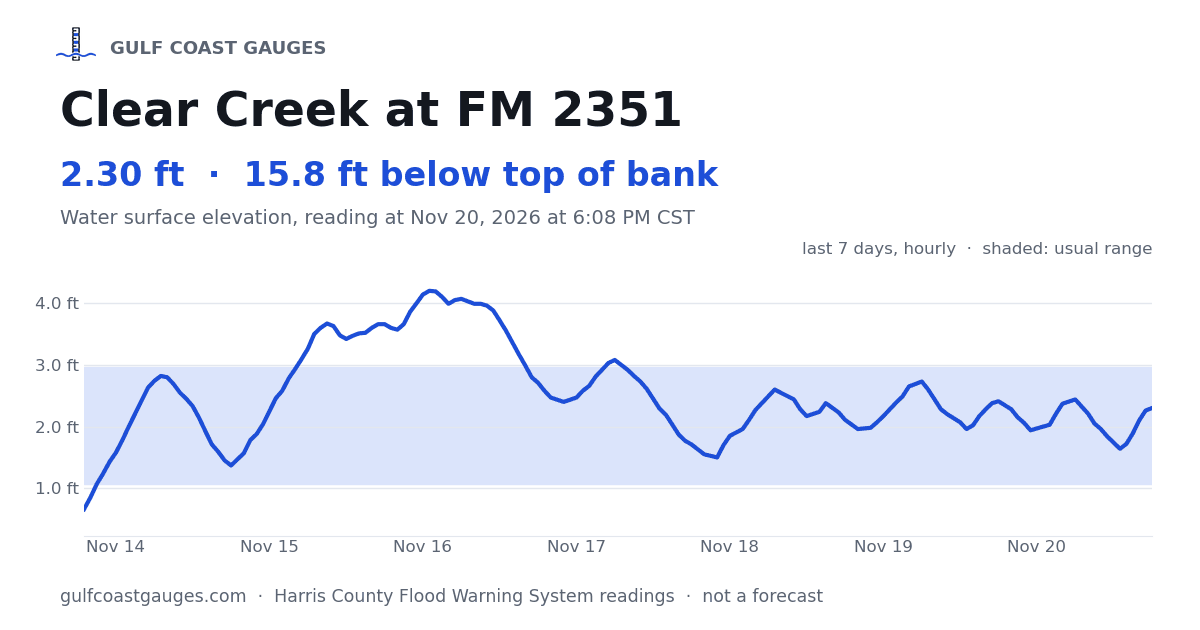 GULF COAST GAUGES
Clear Creek at FM 2351
2.30 ft · 15.8 ft below top of bank
Water surface elevation, reading at Nov 20, 2026 at 6:08 PM CST
last 7 days, hourly · shaded: usual range
4.0 ft
3.0 ft
2.0 ft
1.0 ft
Nov 14 Nov 15 Nov 16 Nov 17 Nov 18 Nov 19 Nov 20
gulfcoastgauges.com · Harris County Flood Warning System readings · not a forecast